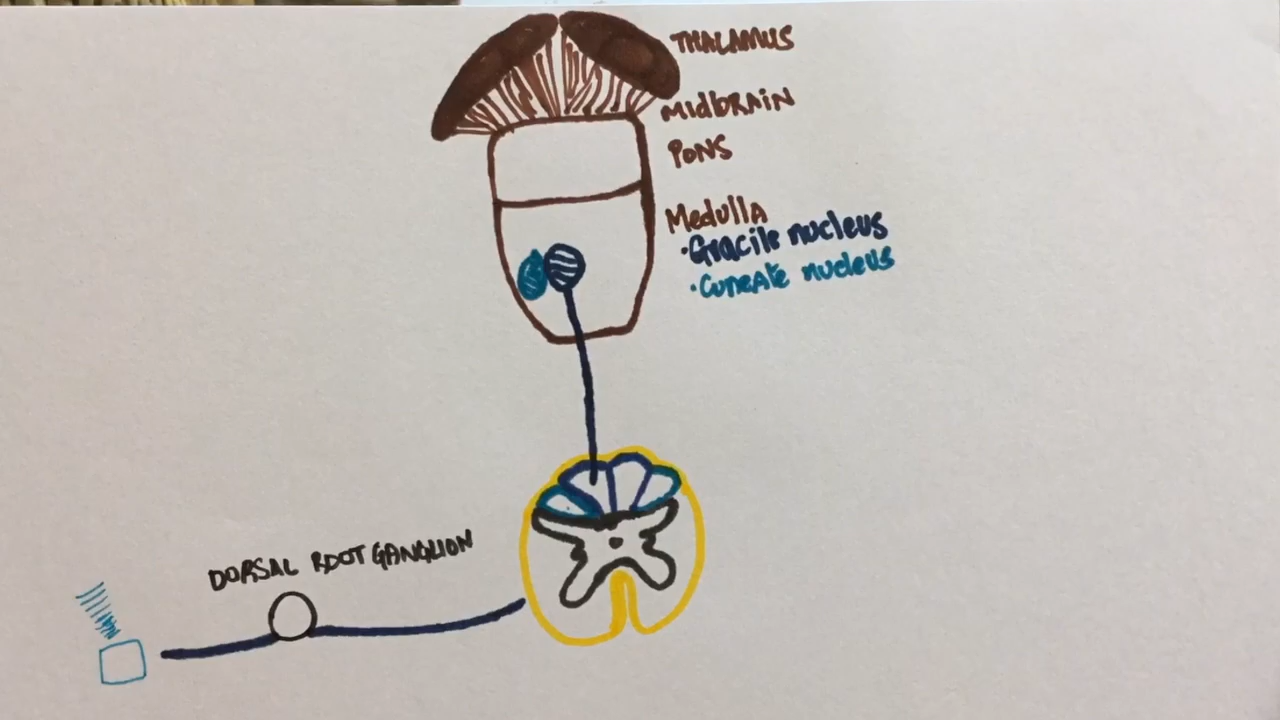 THALAMUS
MidbRAiN
PONS
Medulla
·Gracile nucleus
·CuneAte nucleus
DORSAL ROOT GANGLION